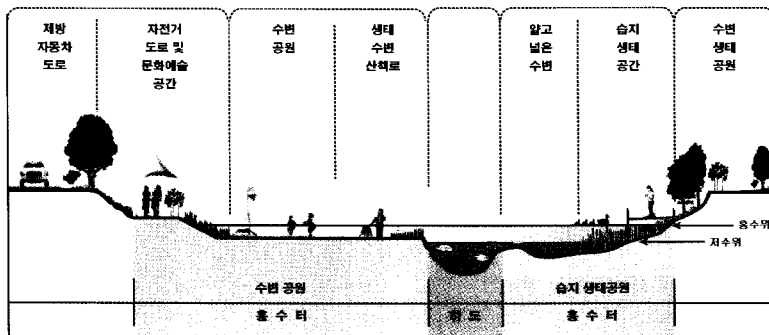 제방
자동차
도로
자전거
도로 및
문화예술
공간
수변
공원
생태
수변
산책로
얕고
넓은
수변
습지
생태
공간
수변
생태
공원
홍수위
저수위
수변 공원
습지 생태공원
홍 수 터
하 도
홍 수 터